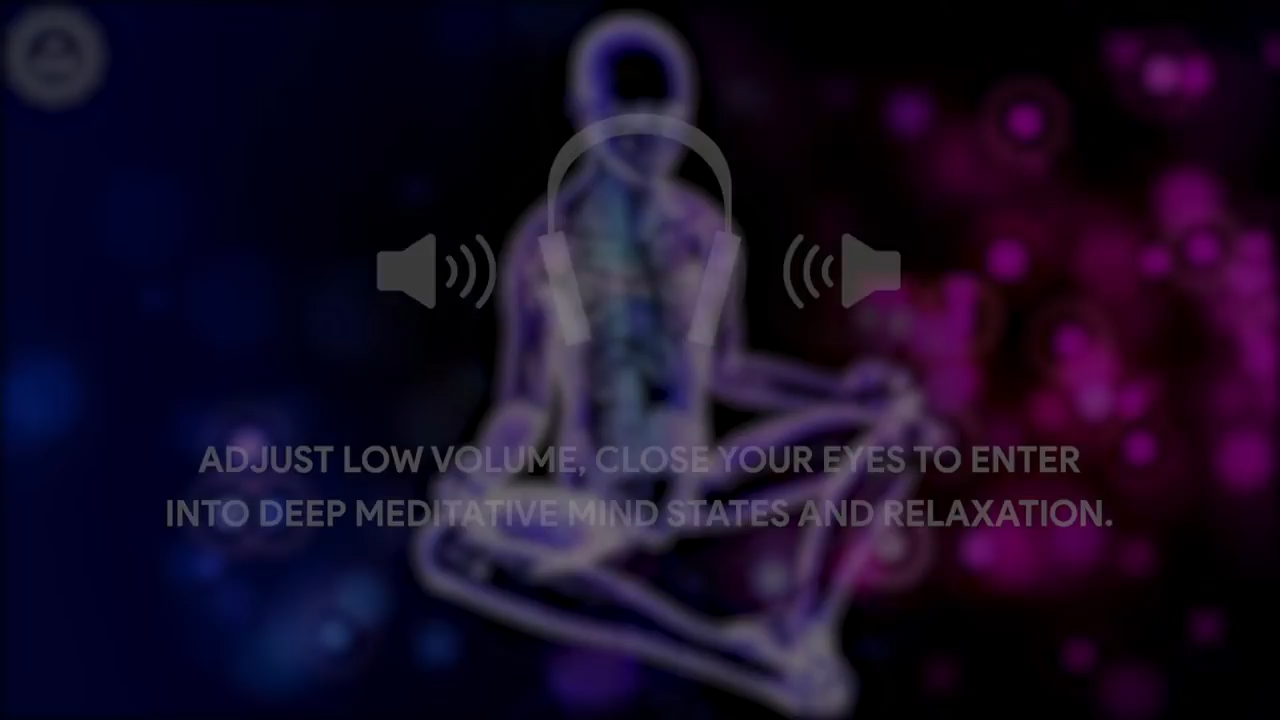 ADJUST LOW VOLUME, CLOSE YOUR EYES TO ENTER
INTO DEEP MEDITATIVE MIND STATES AND RELAXATION.